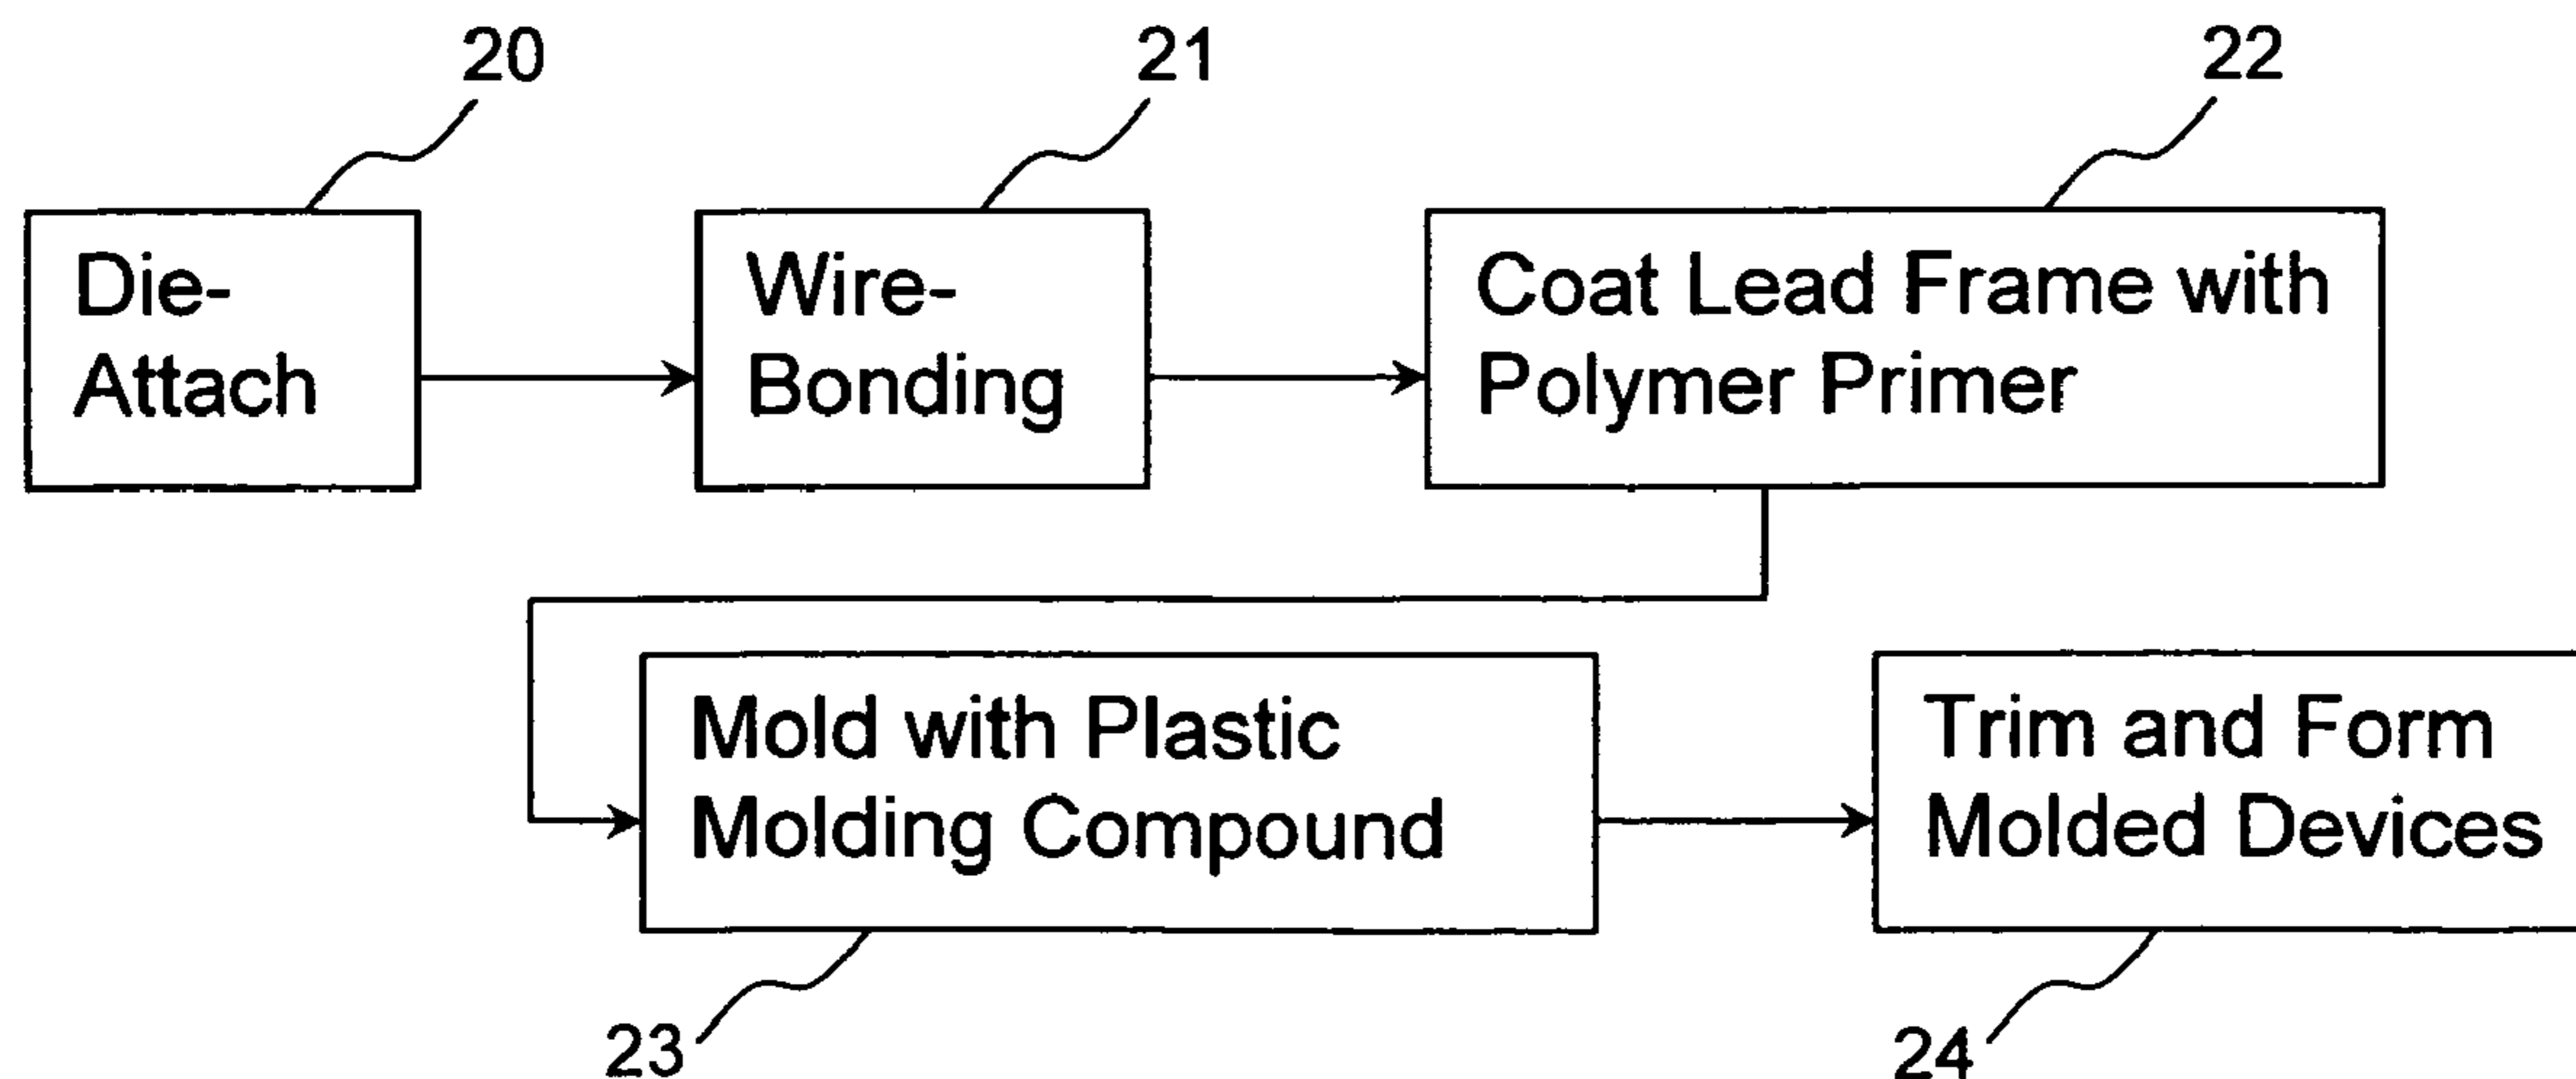 20
21
22
Die-
Attach
Wire-
Bonding
Coat Lead Frame with
Polymer Primer
Mold with Plastic
Molding Compound
Trim and Form
Molded Devices
23
24